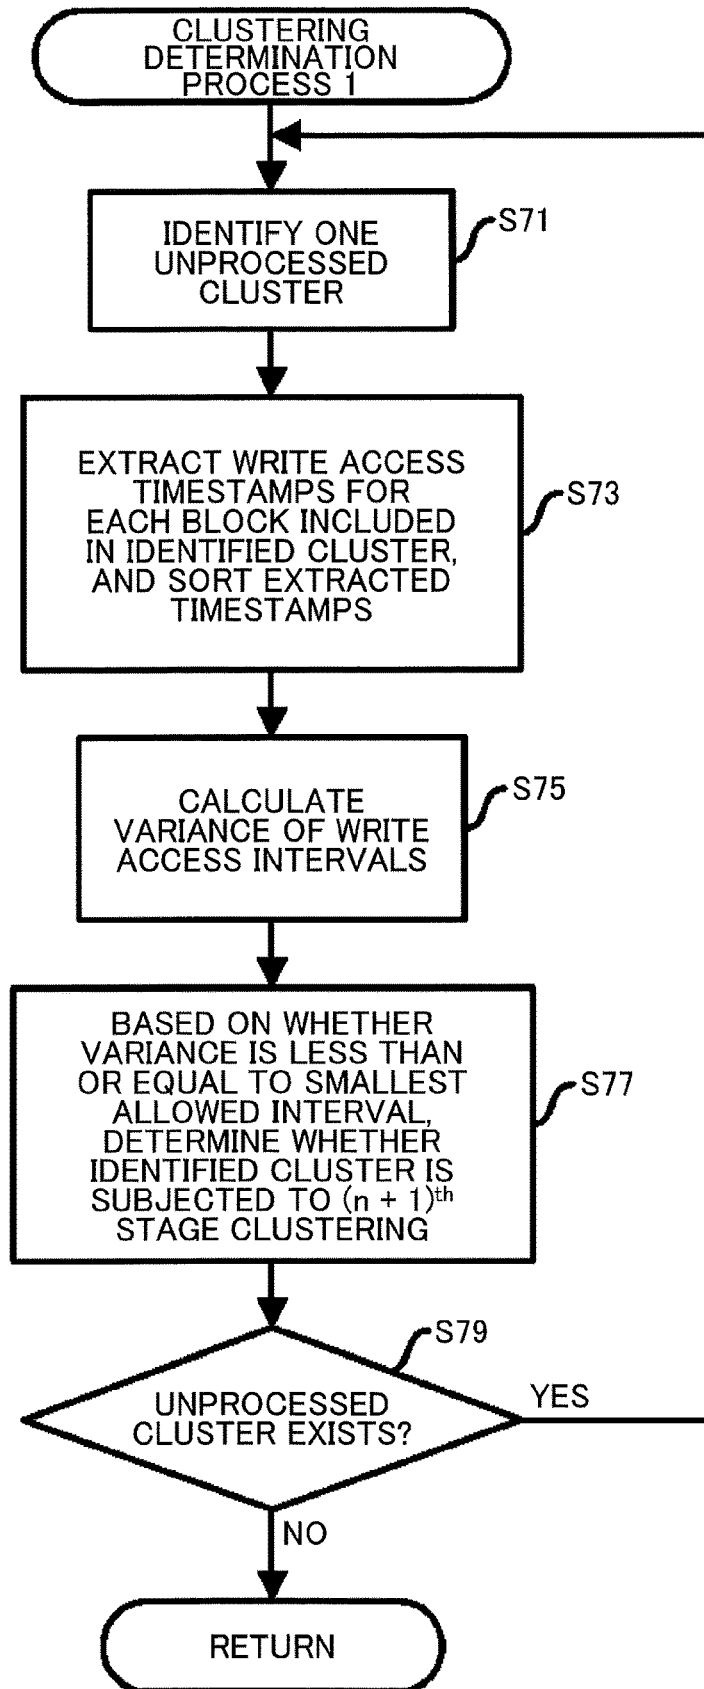 CLUSTERING
DETERMINATION
PROCESS 1
IDENTIFY ONE
UNPROCESSED
CLUSTER
S71
EXTRACT WRITE ACCESS
TIMESTAMPS FOR
EACH BLOCK INCLUDED
IN IDENTIFIED CLUSTER,
AND SORT EXTRACTED
TIMESTAMPS
S73
CALCULATE
VARIANCE OF WRITE
ACCESS INTERVALS
S75
BASED ON WHETHER
VARIANCE IS LESS THAN
OR EQUAL TO SMALLEST
ALLOWED INTERVAL,
DETERMINE WHETHER
IDENTIFIED CLUSTER IS
SUBJECTED TO (n + 1)th
STAGE CLUSTERING
S77
S79
UNPROCESSED
CLUSTER EXISTS?
YES
NO
RETURN